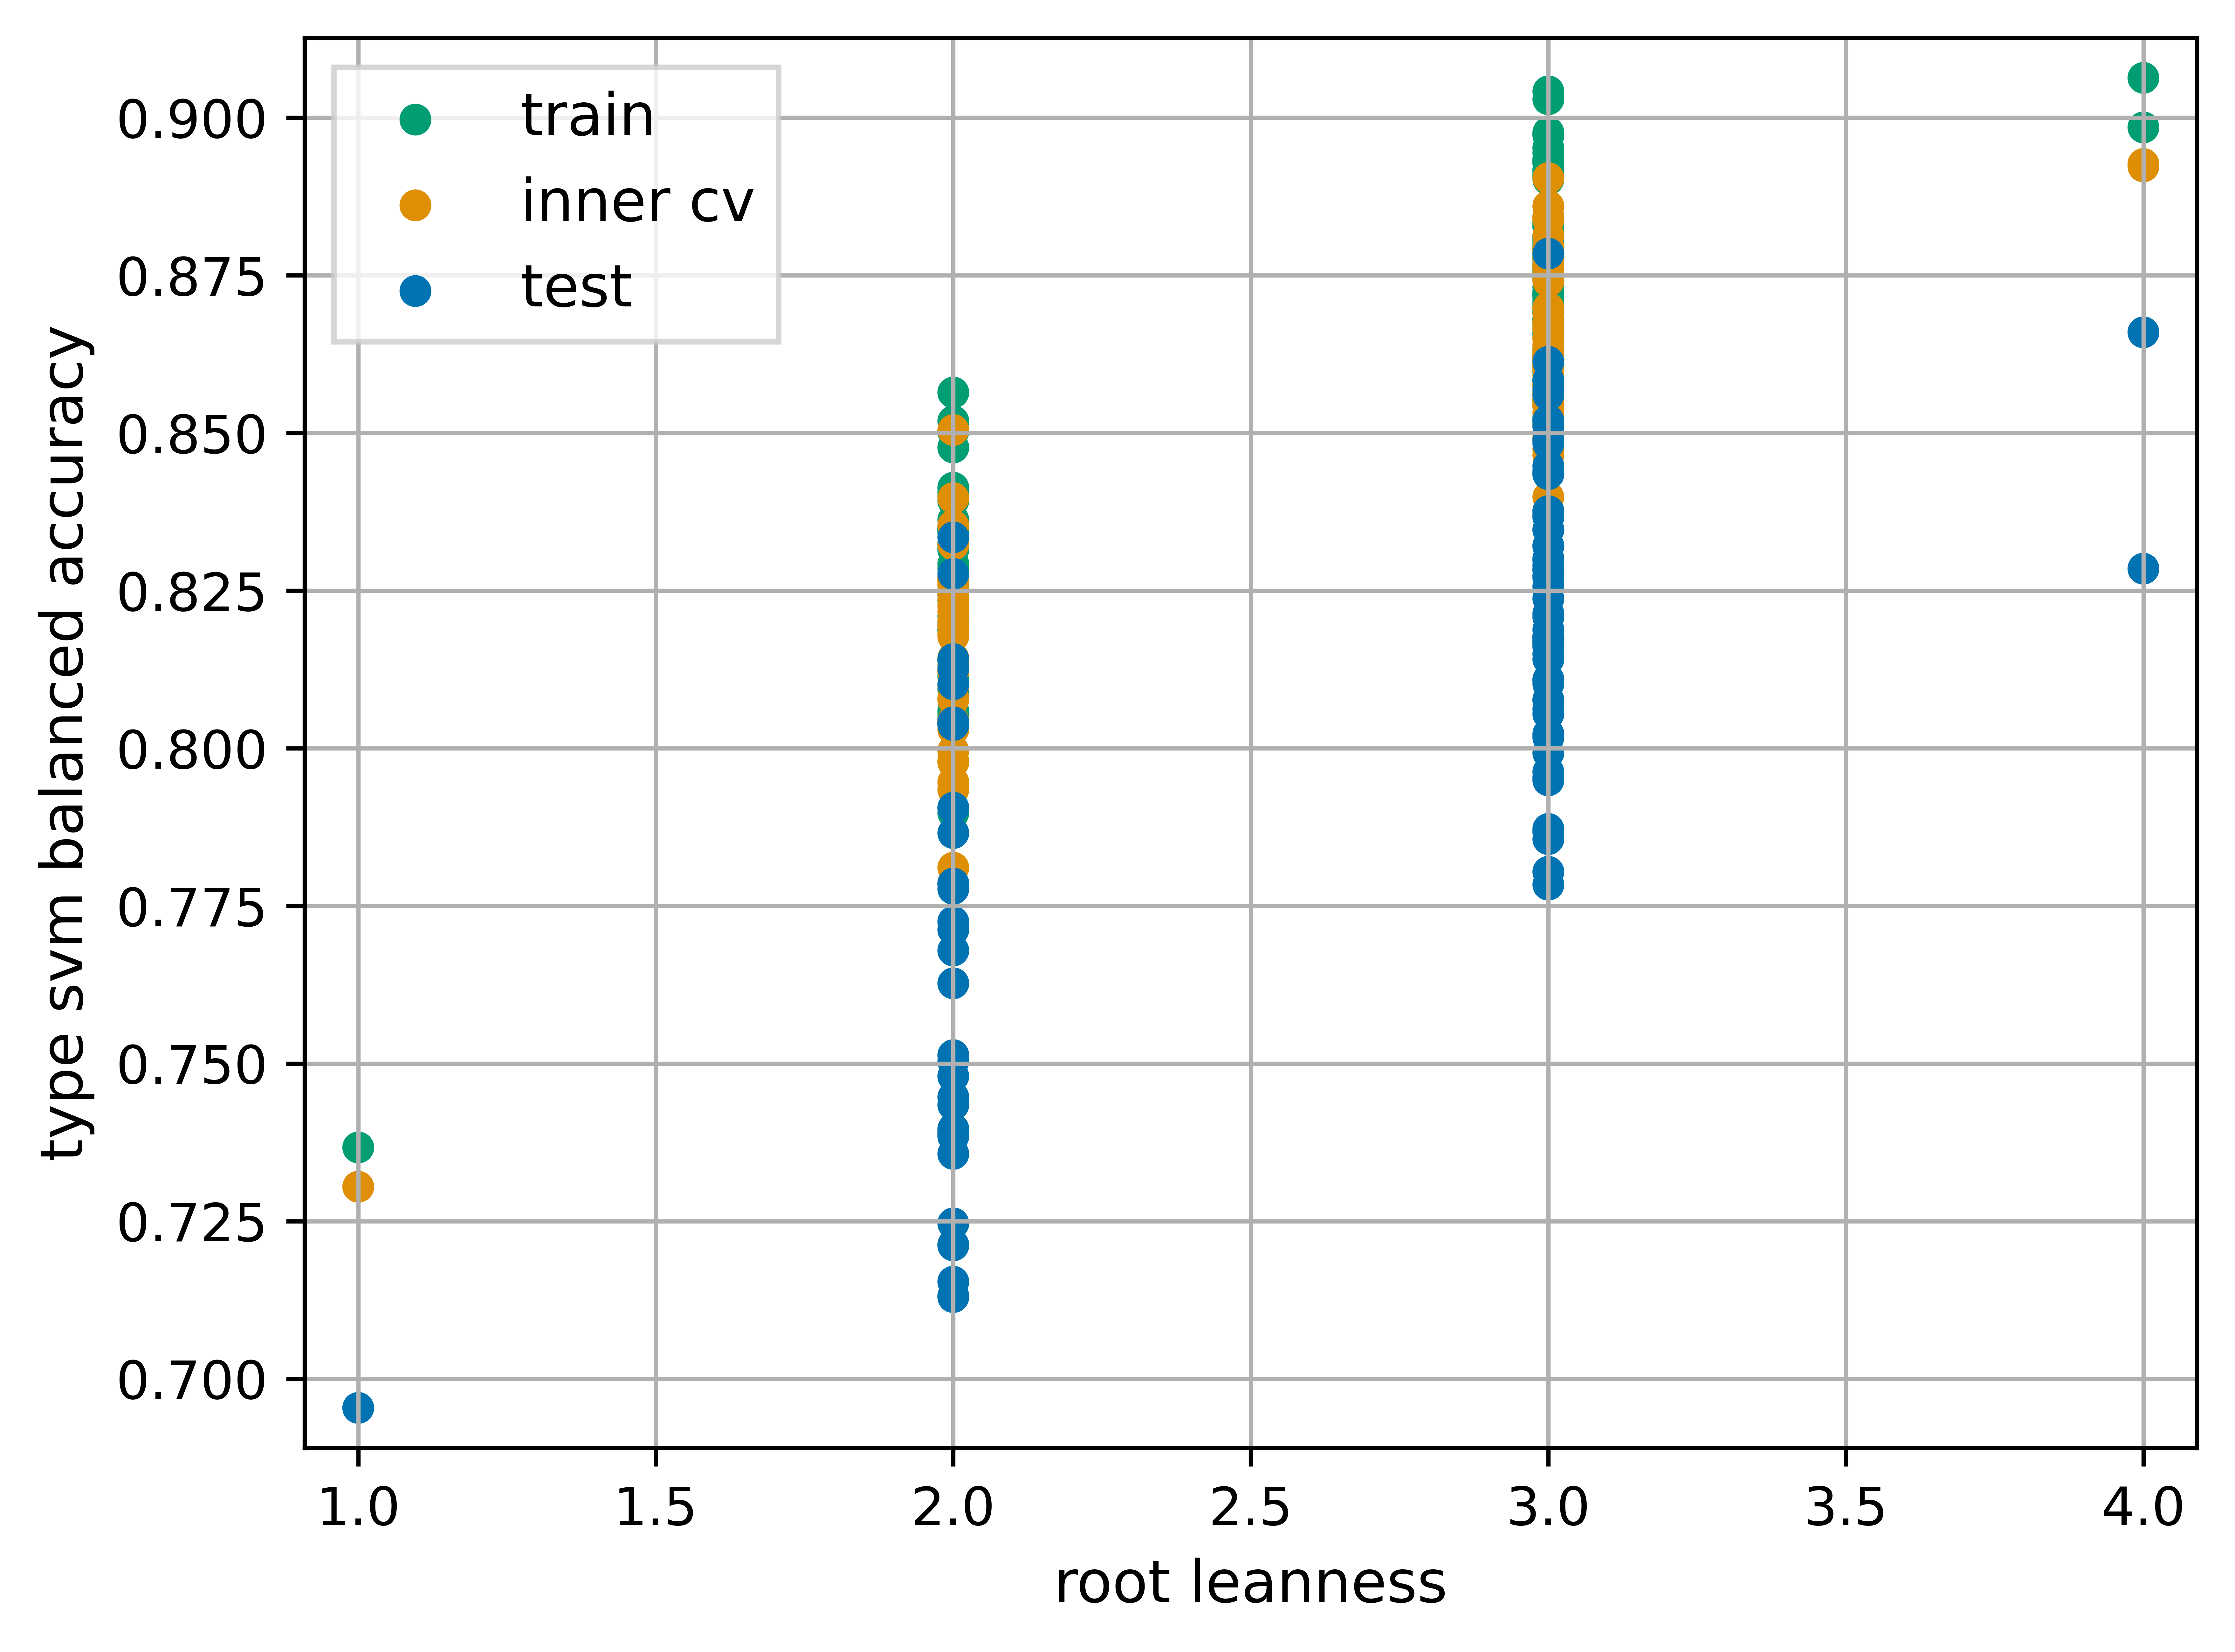 train
inner cv
test
type svm balanced accuracy
0.900
0.875
0.850
0.825
0.800
0.775
0.750
0.725
0.700
1.0 1.5 2.0 2.5 3.0 3.5 4.0
root leanness